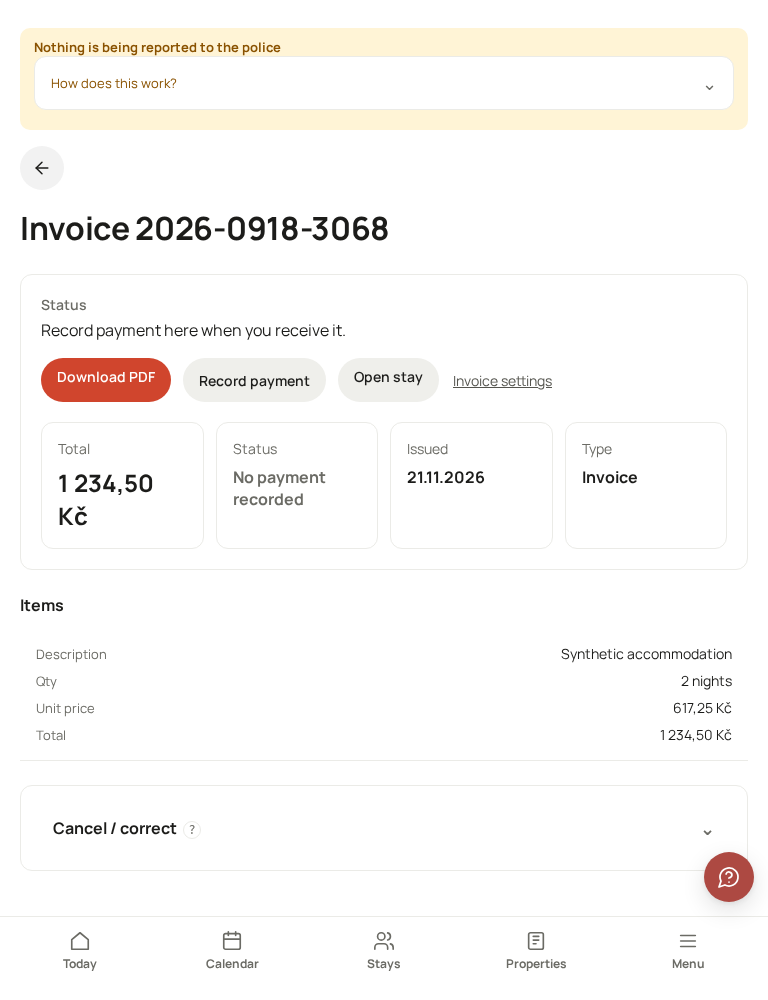 Nothing is being reported to the police
How does this work?
Invoice 2026-0918-3068
Status
Record payment here when you receive it.
Download PDF
Record payment
Open stay
Invoice settings
Total
1 234,50
Kč
Status
No payment
recorded
Issued
21.11.2026
Type
Invoice
Items
Description
Synthetic accommodation
Qty
2 nights
Unit price
617,25 Kč
Total
1 234,50 Kč
Cancel / correct ?
Today
Calendar
Stays
Properties
Menu